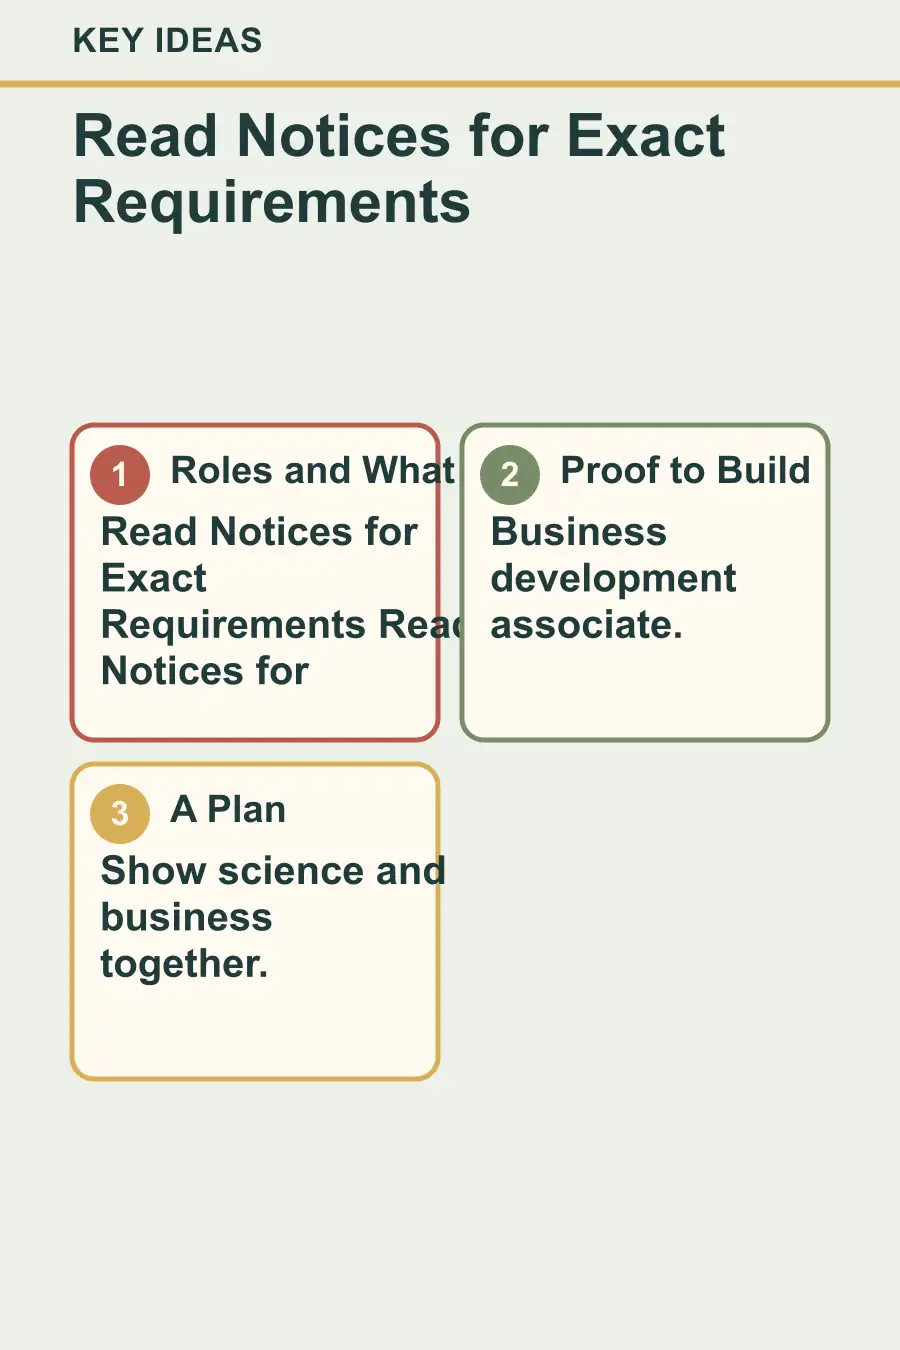 KEY IDEAS
Read Notices for Exact
Requirements
1
Roles and What
Read Notices for
Exact
Requirements Read
Notices for
2
Proof to Build
Business
development
associate.
3
A Plan
Show science and
business
together.